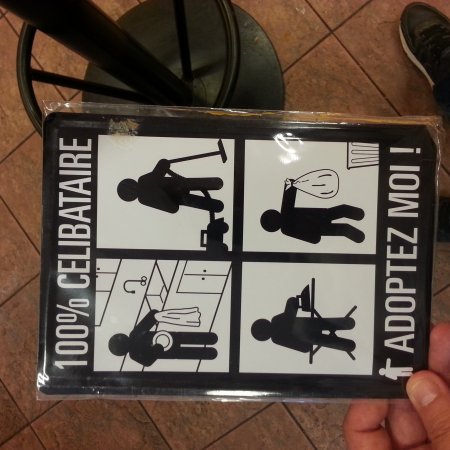 100% CELIBATAIRE
ADOPTEZ MOI !